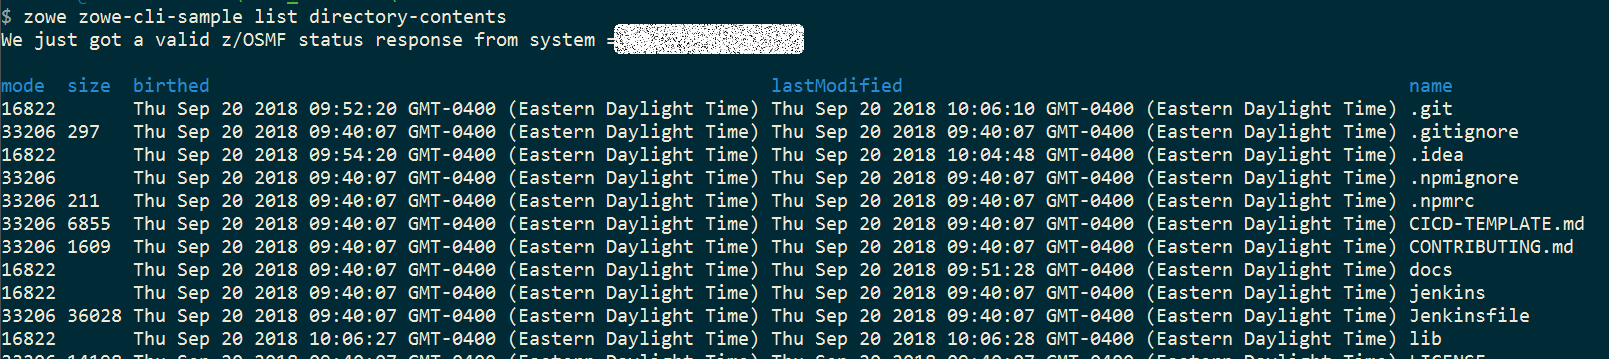 $ zowe zowe-cli-sample list directory-contents
We just got a valid z/OSMF status response from system =
mode size birthed lastModified name
16822 Thu Sep 20 2018 09:52:20 GMT-0400 (Eastern Daylight Time) Thu Sep 20 2018 10:06:10 GMT-0400 (Eastern Daylight Time) .git
33206 297 Thu Sep 20 2018 09:40:07 GMT-0400 (Eastern Daylight Time) Thu Sep 20 2018 09:40:07 GMT-0400 (Eastern Daylight Time) .gitignore
16822 Thu Sep 20 2018 09:54:20 GMT-0400 (Eastern Daylight Time) Thu Sep 20 2018 10:04:48 GMT-0400 (Eastern Daylight Time) .idea
33206 Thu Sep 20 2018 09:40:07 GMT-0400 (Eastern Daylight Time) Thu Sep 20 2018 09:40:07 GMT-0400 (Eastern Daylight Time) .npmignore
33206 211 Thu Sep 20 2018 09:40:07 GMT-0400 (Eastern Daylight Time) Thu Sep 20 2018 09:40:07 GMT-0400 (Eastern Daylight Time) .npmrc
33206 6855 Thu Sep 20 2018 09:40:07 GMT-0400 (Eastern Daylight Time) Thu Sep 20 2018 09:40:07 GMT-0400 (Eastern Daylight Time) CICD-TEMPLATE.md
33206 1609 Thu Sep 20 2018 09:40:07 GMT-0400 (Eastern Daylight Time) Thu Sep 20 2018 09:40:07 GMT-0400 (Eastern Daylight Time) CONTRIBUTING.md
16822 Thu Sep 20 2018 09:40:07 GMT-0400 (Eastern Daylight Time) Thu Sep 20 2018 09:51:28 GMT-0400 (Eastern Daylight Time) docs
16822 Thu Sep 20 2018 09:40:07 GMT-0400 (Eastern Daylight Time) Thu Sep 20 2018 09:40:07 GMT-0400 (Eastern Daylight Time) jenkins
33206 36028 Thu Sep 20 2018 09:40:07 GMT-0400 (Eastern Daylight Time) Thu Sep 20 2018 09:40:07 GMT-0400 (Eastern Daylight Time) Jenkinsfile
16822 Thu Sep 20 2018 10:06:27 GMT-0400 (Eastern Daylight Time) Thu Sep 20 2018 10:06:28 GMT-0400 (Eastern Daylight Time) lib